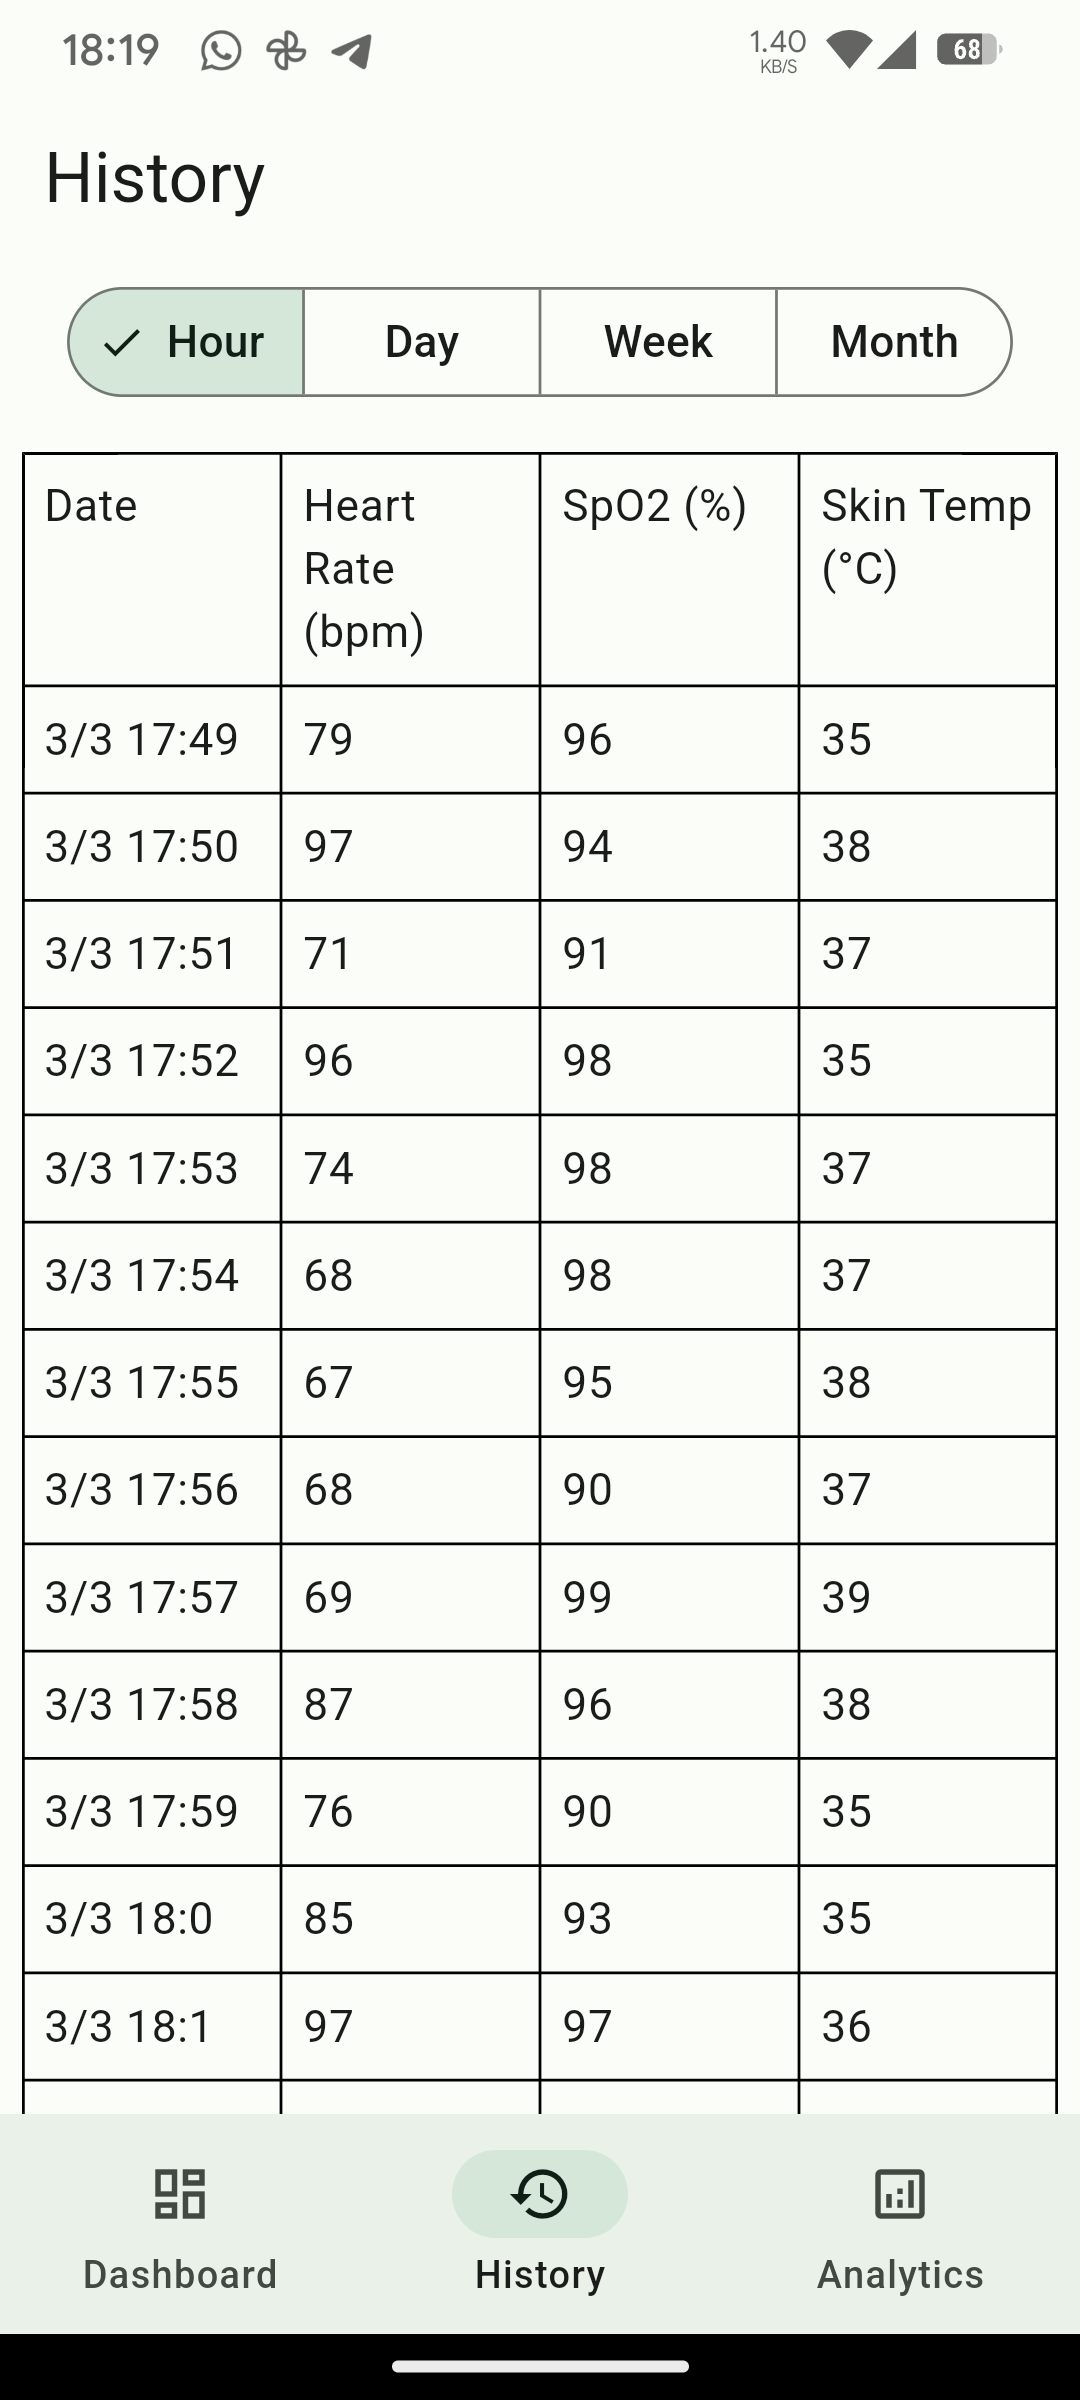 18:19
1.40
KB/S
68
History
Hour Day Week Month
Date Heart Rate (bpm) SpO2 (%) Skin Temp (°C)
3/3 17:49 79 96 35
3/3 17:50 97 94 38
3/3 17:51 71 91 37
3/3 17:52 96 98 35
3/3 17:53 74 98 37
3/3 17:54 68 98 37
3/3 17:55 67 95 38
3/3 17:56 68 90 37
3/3 17:57 69 99 39
3/3 17:58 87 96 38
3/3 17:59 76 90 35
3/3 18:0 85 93 35
3/3 18:1 97 97 36
Dashboard History Analytics